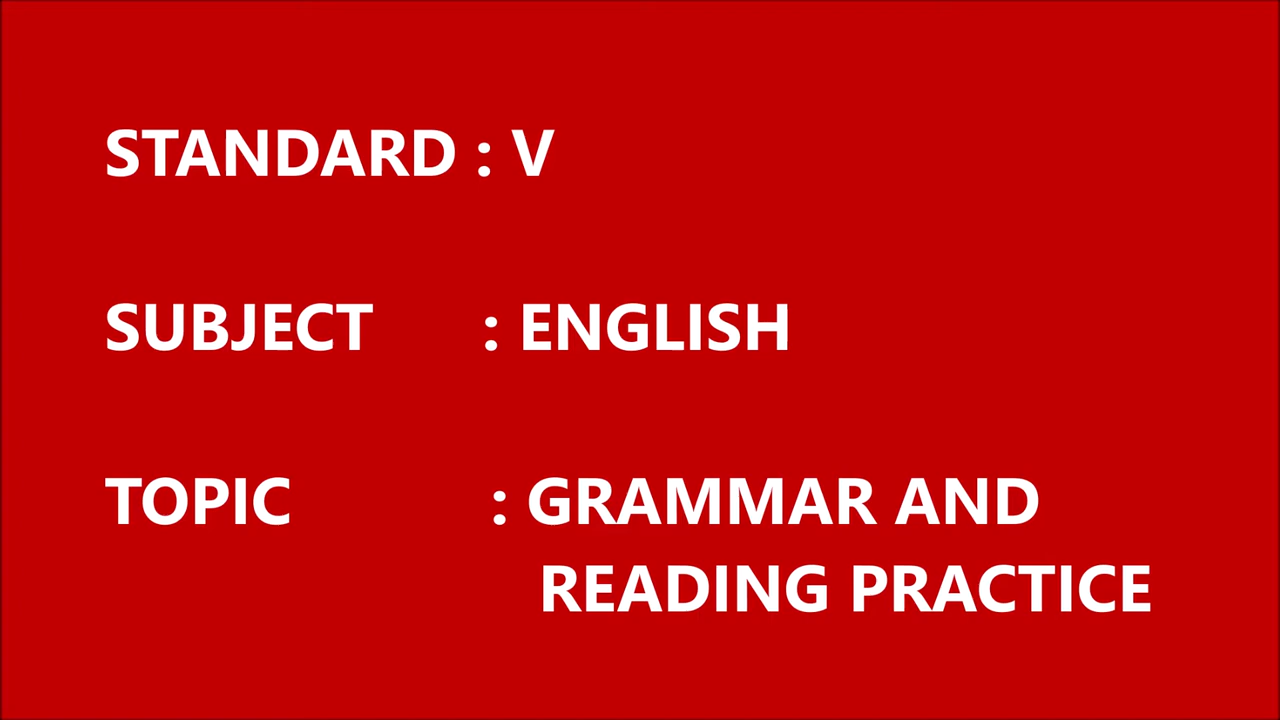 STANDARD : V
SUBJECT : ENGLISH
TOPIC : GRAMMAR AND
READING PRACTICE